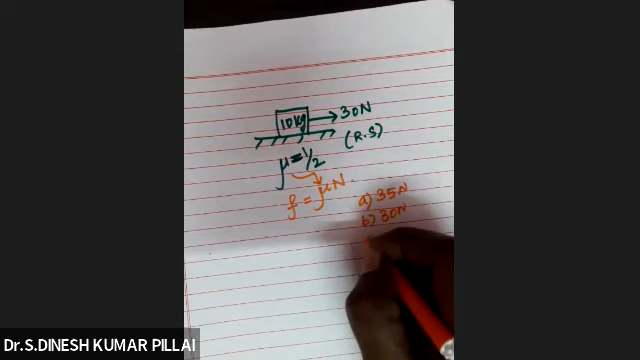 10kg
30N
(R.S)
μ=1/2
f = μN
a) 35N
b) 30N
Dr.S.DINESH KUMAR PILLAI